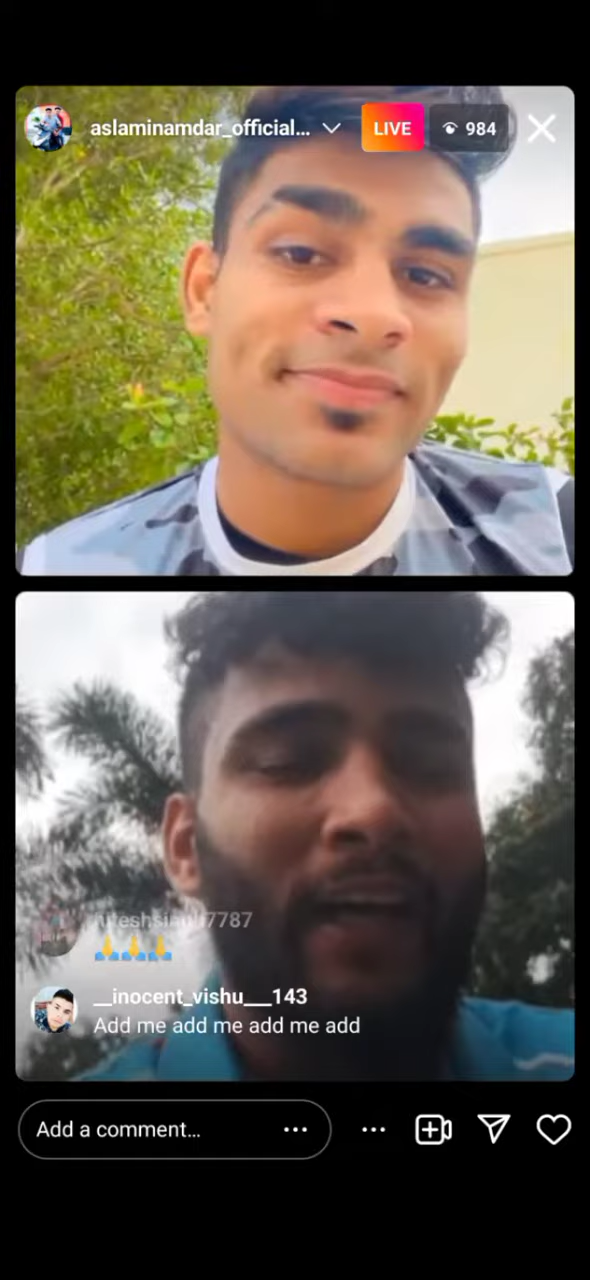 aslaminamdar_official...
LIVE
984
🙏🙏🙏
__inocent_vishu___143
Add me add me add me add
Add a comment...